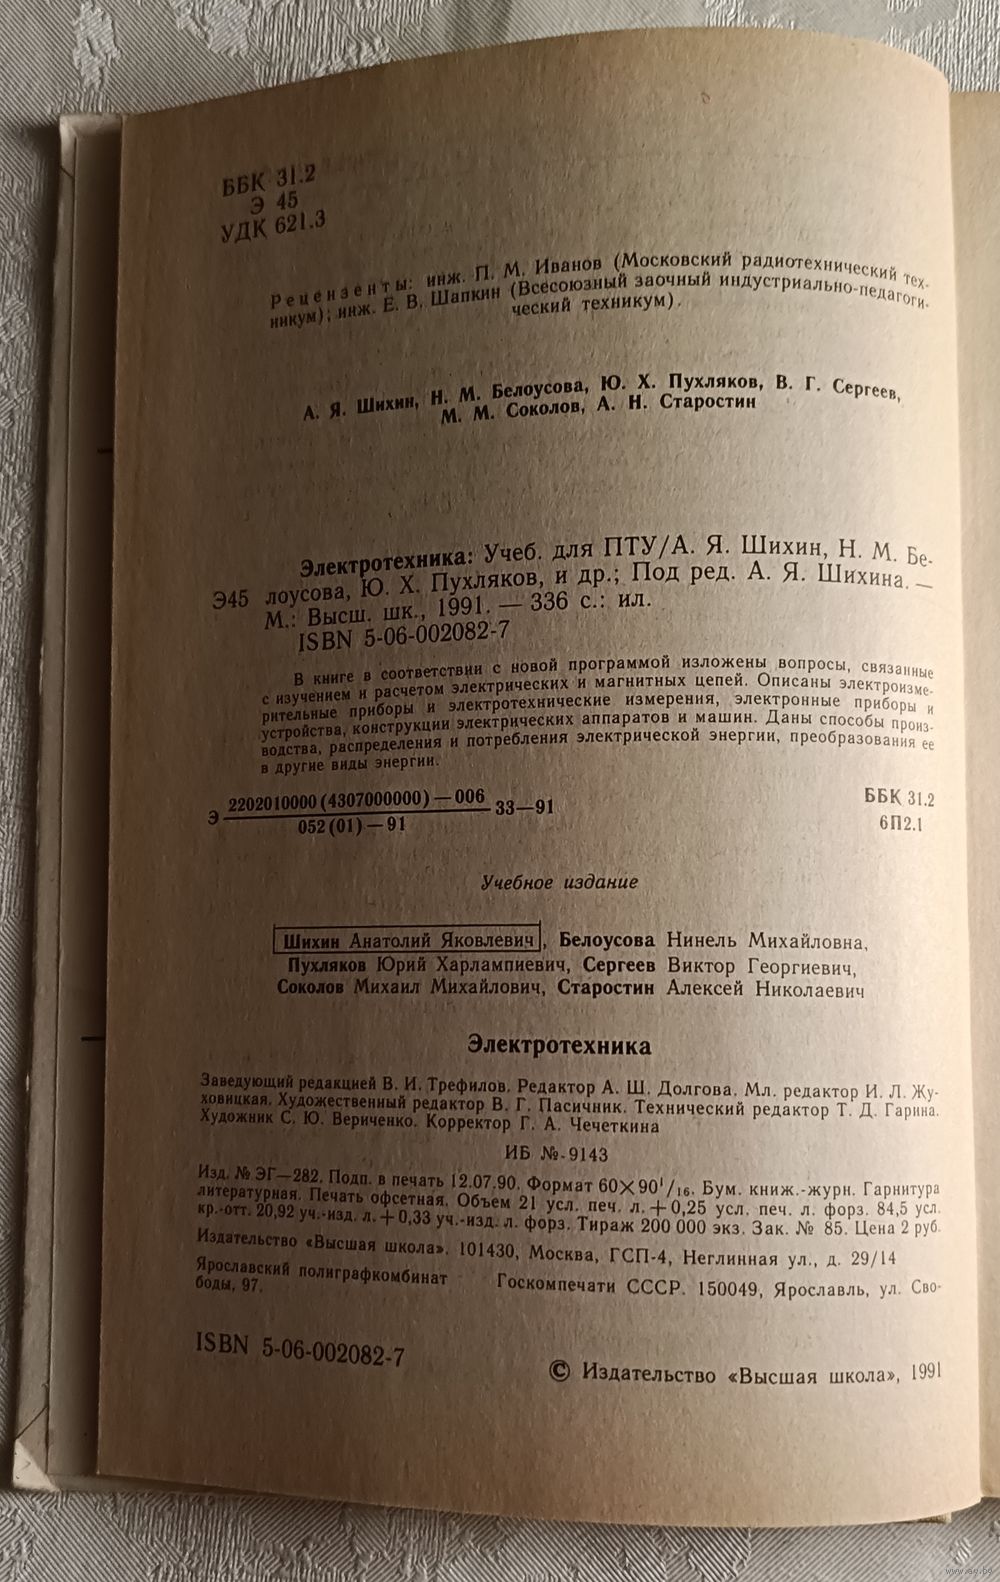 ББК 31.2
Э 45
УДК 621.3
Рецензенты: инж. П. М. Иванов (Московский радиотехнический тех-
никум); инж. Е. В. Шапкин (Всесоюзный заочный индустриально-педагоги-
ческий техникум).
А. Я. Шихин, Н. М. Белоусова, Ю. Х. Пухляков, В. Г. Сергеев,
М. М. Соколов, А. Н. Старостин
Электротехника: Учеб. для ПТУ/А. Я. Шихин, Н. М. Бе-
Э45 лоусова, Ю. Х. Пухляков, и др.; Под ред. А. Я. Шихина. —
М.: Высш. шк., 1991. — 336 с.: ил.
ISBN 5-06-002082-7
В книге в соответствии с новой программой изложены вопросы, связанные
с изучением и расчетом электрических и магнитных цепей. Описаны электроизме-
рительные приборы и электротехнические измерения, электронные приборы и
устройства, конструкции электрических аппаратов и машин. Даны способы произ-
водства, распределения и потребления электрической энергии, преобразования ее
в другие виды энергии.
Э 2202010000(4307000000)—006 33—91
052(01)—91
ББК 31.2
6П2.1
Учебное издание
Шихин Анатолий Яковлевич, Белоусова Нинель Михайловна,
Пухляков Юрий Харлампиевич, Сергеев Виктор Георгиевич,
Соколов Михаил Михайлович, Старостин Алексей Николаевич
Электротехника
Заведующий редакцией В. И. Трефилов. Редактор А. Ш. Долгова. Мл. редактор И. Л. Жу-
ховицкая. Художественный редактор В. Г. Пасичник. Технический редактор Т. Д. Гарина.
Художник С. Ю. Вериченко. Корректор Г. А. Чечеткина
ИБ №-9143
Изд. № ЭГ—282. Подп. в печать 12.07.90. Формат 60×90¹/₁₆. Бум. книж.-журн. Гарнитура
литературная. Печать офсетная. Объем 21 усл. печ. л.+0,25 усл. печ. л. форз. 84,5 усл.
кр.-отт. 20,92 уч.-изд. л.+0,33 уч.-изд. л. форз. Тираж 200 000 экз. Зак. № 85. Цена 2 руб.
Издательство «Высшая школа». 101430, Москва, ГСП-4, Неглинная ул., д. 29/14
Ярославский полиграфкомбинат Госкомпечати СССР. 150049, Ярославль, ул. Сво-
боды, 97.
ISBN 5-06-002082-7
© Издательство «Высшая школа», 1991
www.ay.by